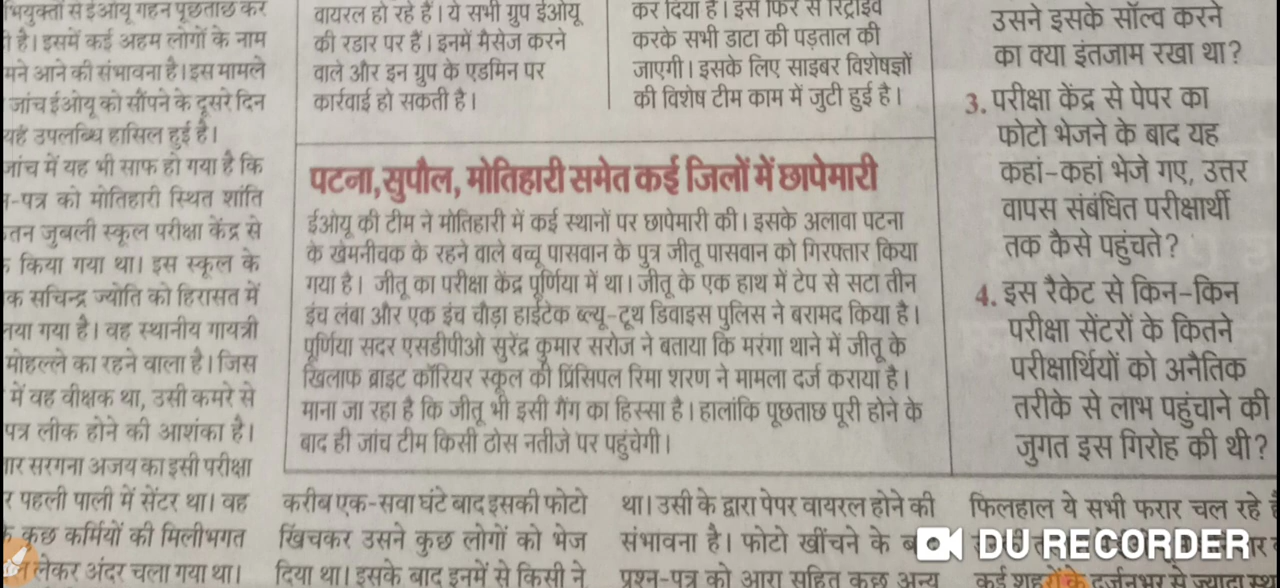 भियुक्तों से ईओयू गहन पूछताछ कर
है। इसमें कई अहम लोगों के नाम
मने आने की संभावना है। इस मामले
जांच ईओयू को सौंपने के दूसरे दिन
यह उपलब्धि हासिल हुई है।
जांच में यह भी साफ हो गया है कि
-पत्र को मोतिहारी स्थित शांति
तन जुबली स्कूल परीक्षा केंद्र से
किया गया था। इस स्कूल के
क सचिन्द्र ज्योति को हिरासत में
नया गया है। वह स्थानीय गायत्री
मोहल्ले का रहने वाला है। जिस
में वह वीक्षक था, उसी कमरे से
पत्र लीक होने की आशंका है।
ार सरगना अजय का इसी परीक्षा
र पहली पाली में सेंटर था। वह
कुछ कर्मियों की मिलीभगत
लेकर अंदर चला गया था।
वायरल हो रहे हैं। ये सभी ग्रुप ईओयू
की रडार पर हैं। इनमें मैसेज करने
वाले और इन ग्रुप के एडमिन पर
कार्रवाई हो सकती है।
कर दिया है। इसे फिर से रिट्राइव
करके सभी डाटा की पड़ताल की
जाएगी। इसके लिए साइबर विशेषज्ञों
की विशेष टीम काम में जुटी हुई है।
पटना, सुपौल, मोतिहारी समेत कई जिलों में छापेमारी
ईओयू की टीम ने मोतिहारी में कई स्थानों पर छापेमारी की। इसके अलावा पटना
के खेमनीचक के रहने वाले बच्चू पासवान के पुत्र जीतू पासवान को गिरफ्तार किया
गया है। जीतू का परीक्षा केंद्र पूर्णिया में था। जीतू के एक हाथ में टेप से सटा तीन
इंच लंबा और एक इंच चौड़ा हाईटेक ब्ल्यू-टूथ डिवाइस पुलिस ने बरामद किया है।
पूर्णिया सदर एसडीपीओ सुरेंद्र कुमार सरोज ने बताया कि मरंगा थाने में जीतू के
खिलाफ ब्राइट कॉरियर स्कूल की प्रिंसिपल रिमा शरण ने मामला दर्ज कराया है।
माना जा रहा है कि जीतू भी इसी गैंग का हिस्सा है। हालांकि पूछताछ पूरी होने के
बाद ही जांच टीम किसी ठोस नतीजे पर पहुंचेगी।
करीब एक-सवा घंटे बाद इसकी फोटो
खिंचकर उसने कुछ लोगों को भेज
दिया था। इसके बाद इनमें से किसी ने
था। उसी के द्वारा पेपर वायरल होने की
संभावना है। फोटो खींचने के
प्रश्न-पत्र को आरा सहित कुछ अन्य
उसने इसके सॉल्व करने
का क्या इंतजाम रखा था?
3. परीक्षा केंद्र से पेपर का
फोटो भेजने के बाद यह
कहां-कहां भेजे गए, उत्तर
वापस संबंधित परीक्षार्थी
तक कैसे पहुंचते?
4. इस रैकेट से किन-किन
परीक्षा सेंटरों के कितने
परीक्षार्थियों को अनैतिक
तरीके से लाभ पहुंचाने की
जुगत इस गिरोह की थी?
फिलहाल ये सभी फरार चल रहे
DU RECORDER